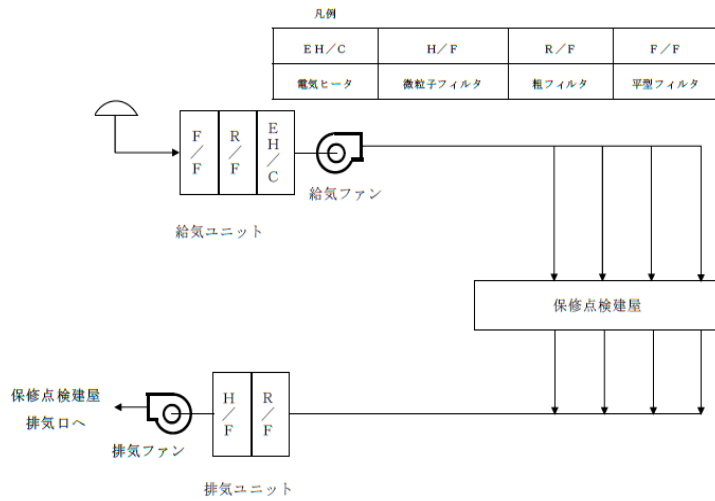 凡例
EH/C H/F R/F F/F
電気ヒータ 微粒子フィルタ 粗フィルタ 平型フィルタ
F/F R/F EH/C
給気ファン
給気ユニット
保修点検建屋
保修点検建屋
排気口へ
H/F R/F
排気ファン
排気ユニット